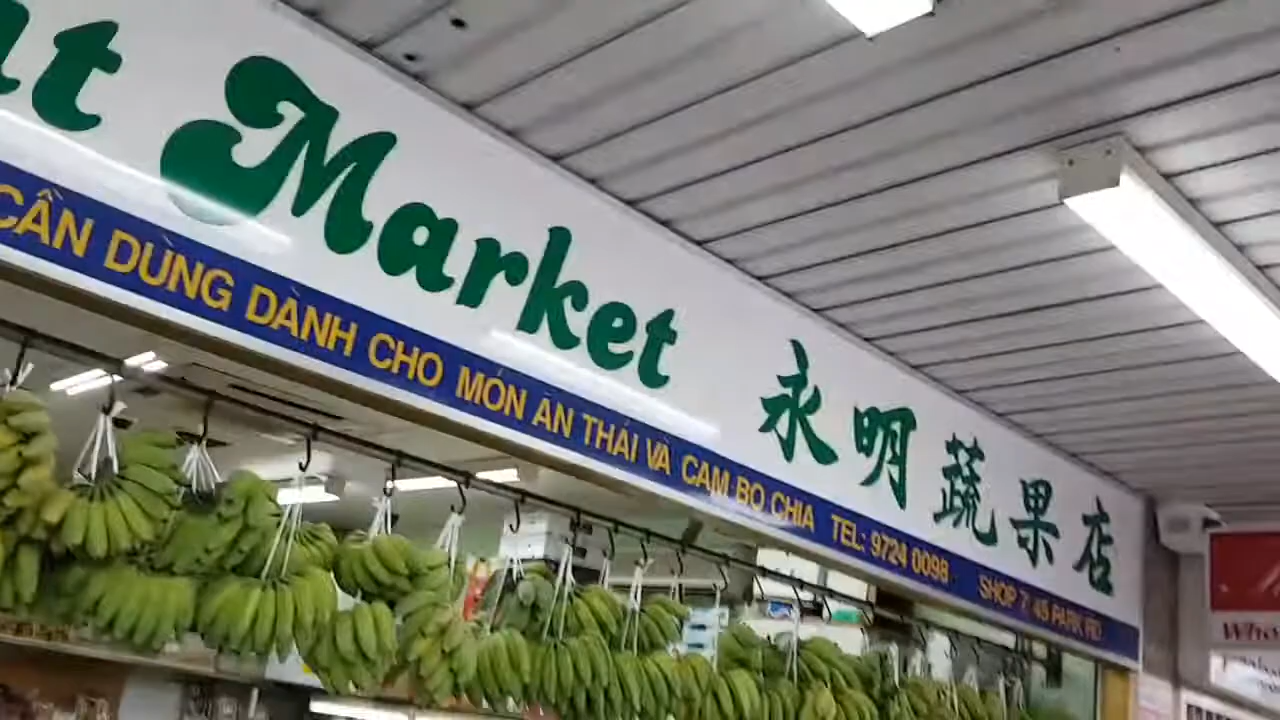 Market 永明蔬果店
CẦN DÙNG DÀNH CHO MÓN ĂN THÁI VÀ CAM BỌ CHIA TEL: 9724 0098 SHOP 7 45 PARK RD